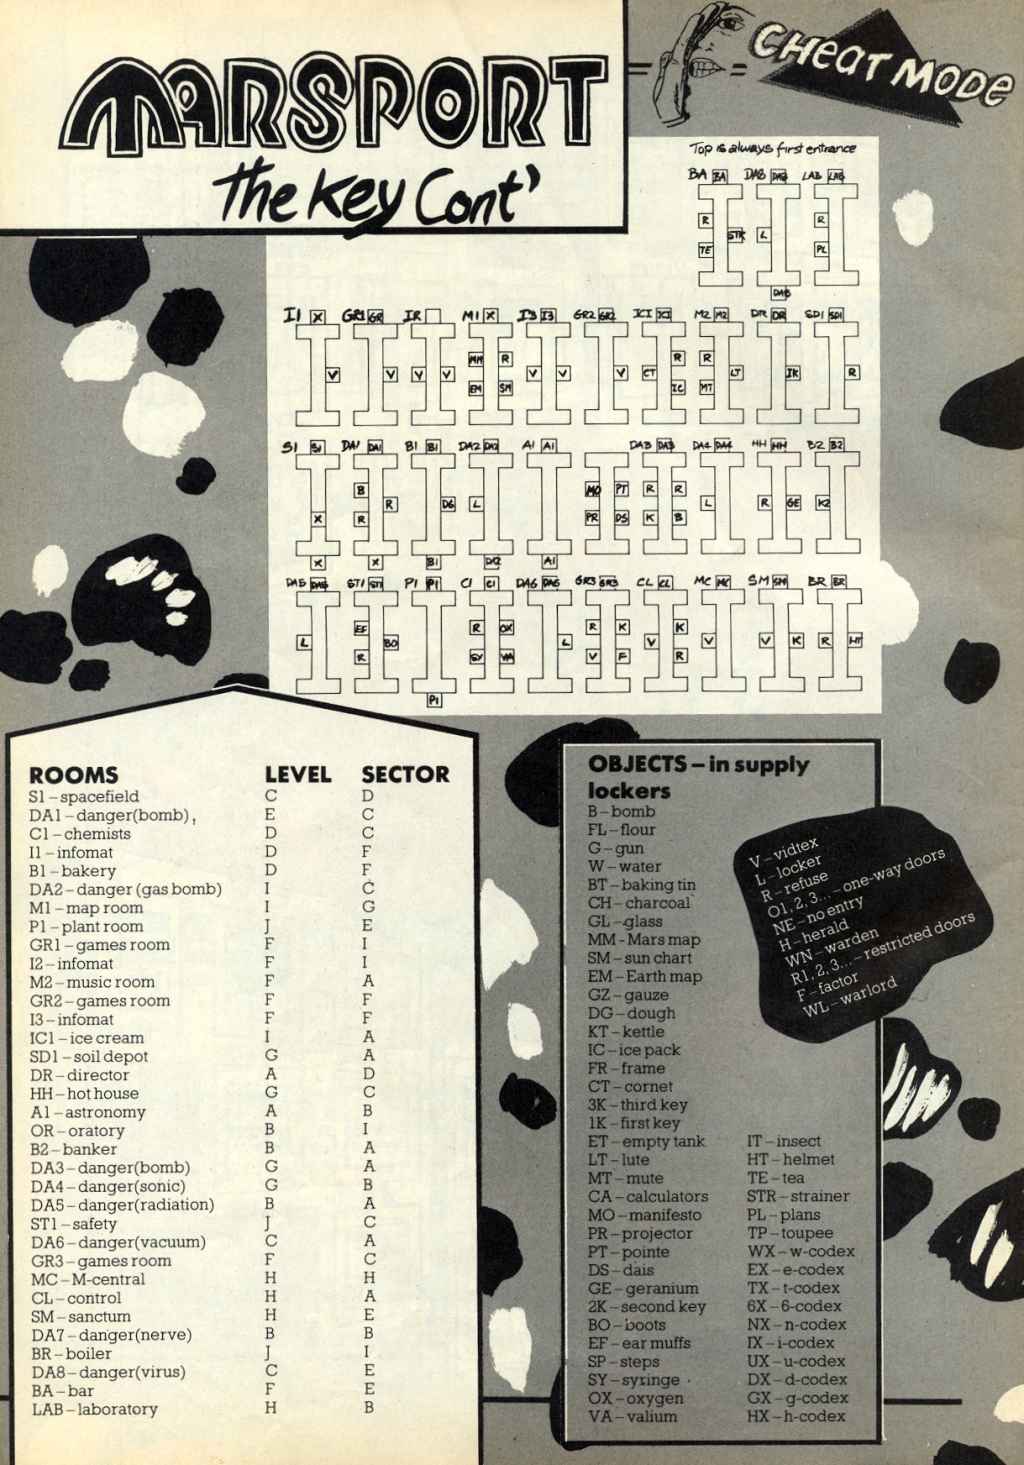 MARSPORT
The Key Cont'
CHEAT MODE
Top is always first entrance
BA BA DA8 DA8 LAB LAB
R STR L R
TE PL
DA8
I1 X GR1 GR IR M1 X I3 I3 GR2 GR2 IC1 IC1 M2 M2 DR DR SD1 SD1
MM R R R
V V V V V V V CT LT IK R
EM SM IC MT
S1 S1 DA1 DA1 B1 B1 DA2 DA2 A1 A1 DA3 DA3 DA4 DA4 HH HH B2 B2
B MO PT R R
R DG L L R GE K2
X R PR DS K B
X X B1 DA2 A1
DA5 DA5 ST1 ST1 P1 P1 C1 C1 DA6 DA6 GR3 GR3 CL CL MC MC SM SM BR BR
EF R OX R K K
L BO L V V V K R HT
R SY VA V F R
P1
ROOMS LEVEL SECTOR
S1 – spacefield C D
DA1 – danger(bomb), E C
C1 – chemists D C
I1 – infomat D F
B1 – bakery D F
DA2 – danger (gas bomb) I C
M1 – map room I G
P1 – plant room J E
GR1 – games room F I
I2 – infomat F I
M2 – music room F A
GR2 – games room F F
I3 – infomat F F
IC1 – ice cream I A
SD1 – soil depot G A
DR – director A D
HH – hot house G C
A1 – astronomy A B
OR – oratory B I
B2 – banker B A
DA3 – danger(bomb) G A
DA4 – danger(sonic) G B
DA5 – danger(radiation) B A
ST1 – safety J C
DA6 – danger(vacuum) C A
GR3 – games room F C
MC – M-central H H
CL – control H A
SM – sanctum H E
DA7 – danger(nerve) B B
BR – boiler J I
DA8 – danger(virus) C E
BA – bar F E
LAB – laboratory H B
OBJECTS – in supply
lockers
B – bomb
FL – flour
G – gun
W – water
BT – baking tin
CH – charcoal
GL – glass
MM - Mars map
SM – sun chart
EM – Earth map
GZ – gauze
DG – dough
KT – kettle
IC – ice pack
FR – frame
CT – cornet
3K – third key
1K – first key
ET – empty tank IT – insect
LT – lute HT – helmet
MT – mute TE – tea
CA – calculators STR – strainer
MO – manifesto PL – plans
PR – projector TP – toupee
PT – pointe WX – w-codex
DS – dais EX – e-codex
GE – geranium TX – t-codex
2K – second key 6X – 6-codex
BO – boots NX – n-codex
EF – ear muffs IX – i-codex
SP – steps UX – u-codex
SY – syringe DX – d-codex
OX – oxygen GX – g-codex
VA – valium HX – h-codex
V – vidtex
L – locker
R – refuse
O1, 2, 3... – one-way doors
NE – no entry
H – herald
WN – warden
R1, 2, 3... – restricted doors
F – factor
WL – warlord